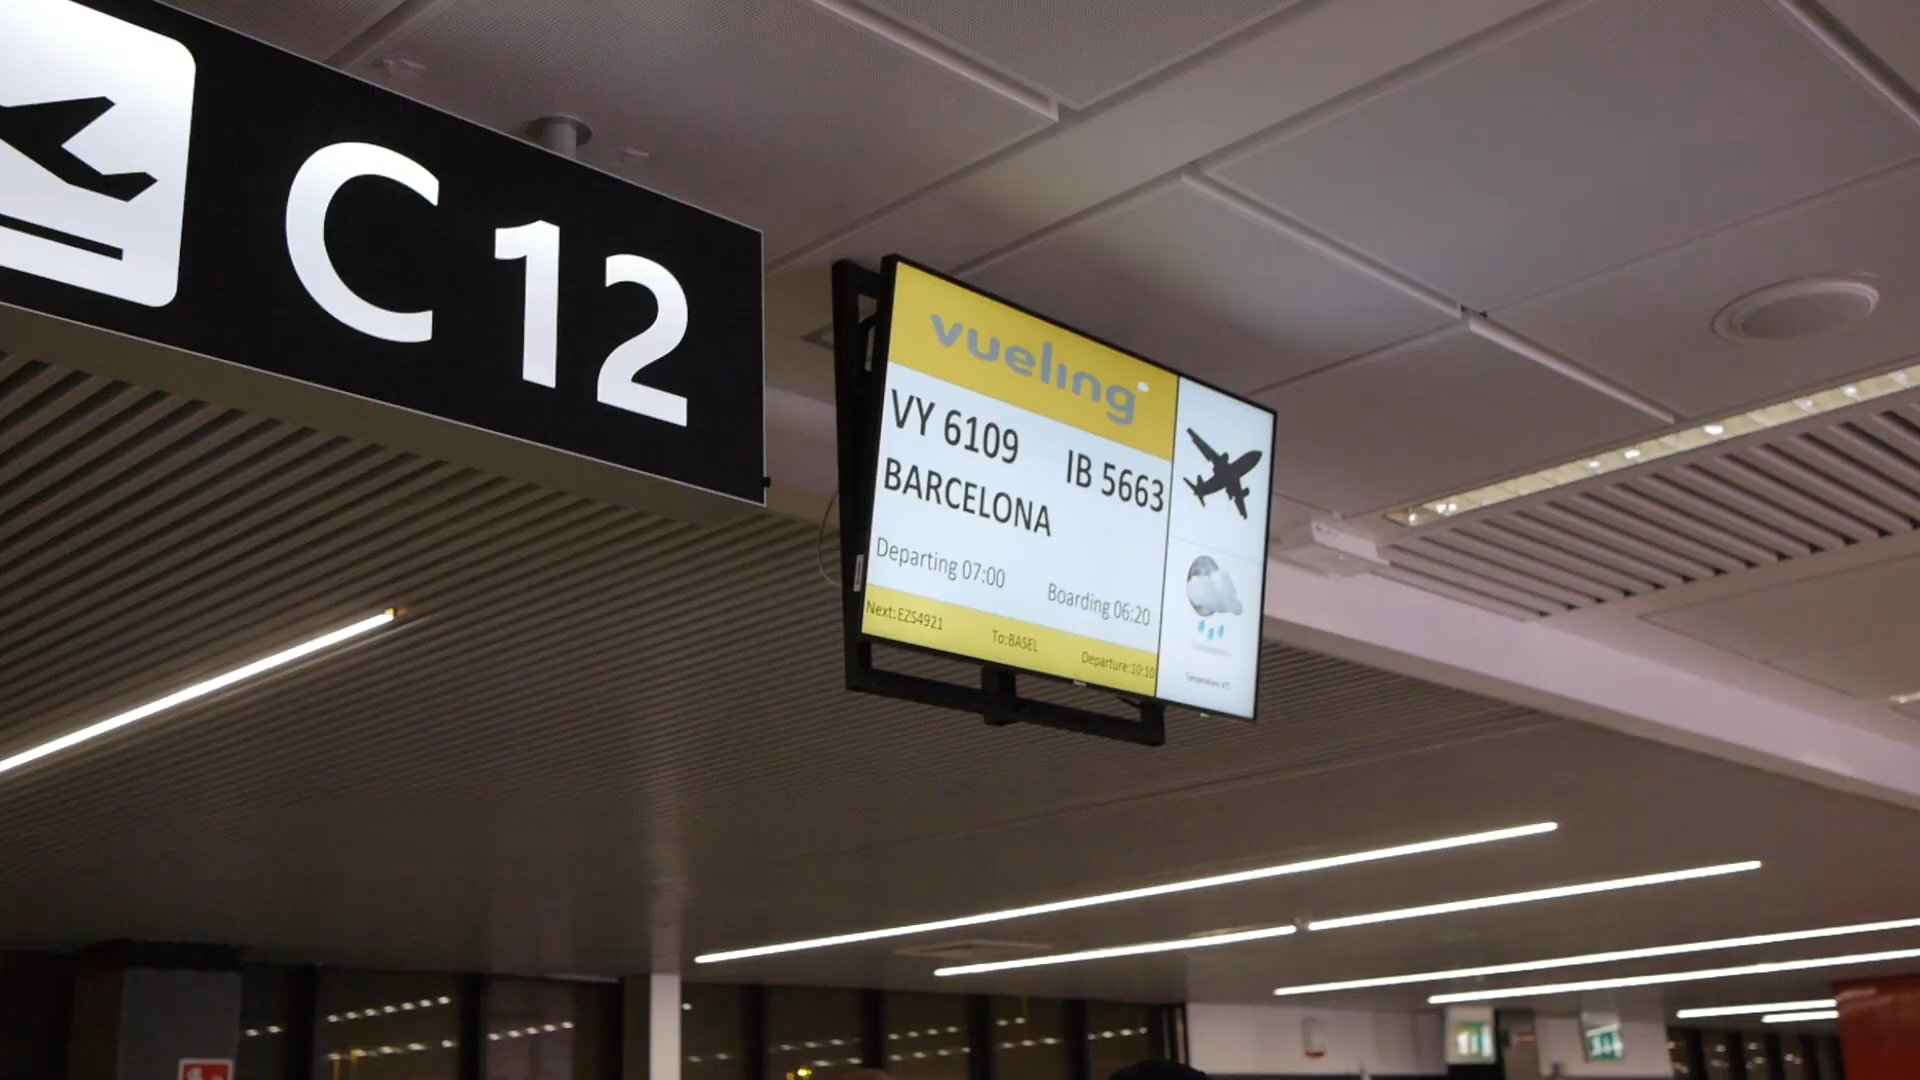 C 12
vueling
VY 6109 IB 5663
BARCELONA
Departing 07:00 Boarding 06:20
Next:EZS4921 To:BASEL Departure:10:10